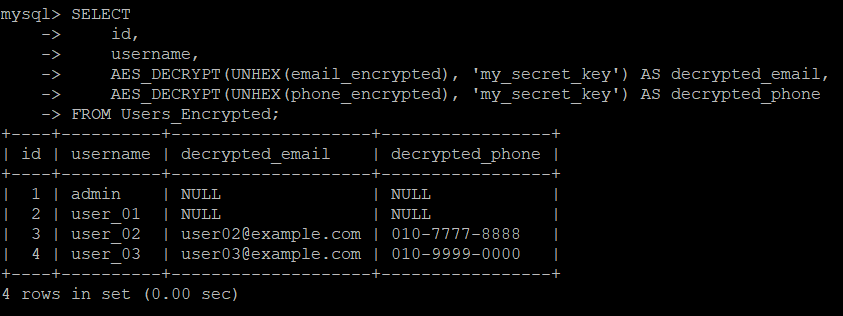 mysql> SELECT
    ->     id,
    ->     username,
    ->     AES_DECRYPT(UNHEX(email_encrypted), 'my_secret_key') AS decrypted_email,
    ->     AES_DECRYPT(UNHEX(phone_encrypted), 'my_secret_key') AS decrypted_phone
    -> FROM Users_Encrypted;
+----+----------+--------------------+-----------------+
| id | username | decrypted_email    | decrypted_phone |
+----+----------+--------------------+-----------------+
|  1 | admin    | NULL               | NULL            |
|  2 | user_01  | NULL               | NULL            |
|  3 | user_02  | user02@example.com | 010-7777-8888   |
|  4 | user_03  | user03@example.com | 010-9999-0000   |
+----+----------+--------------------+-----------------+
4 rows in set (0.00 sec)